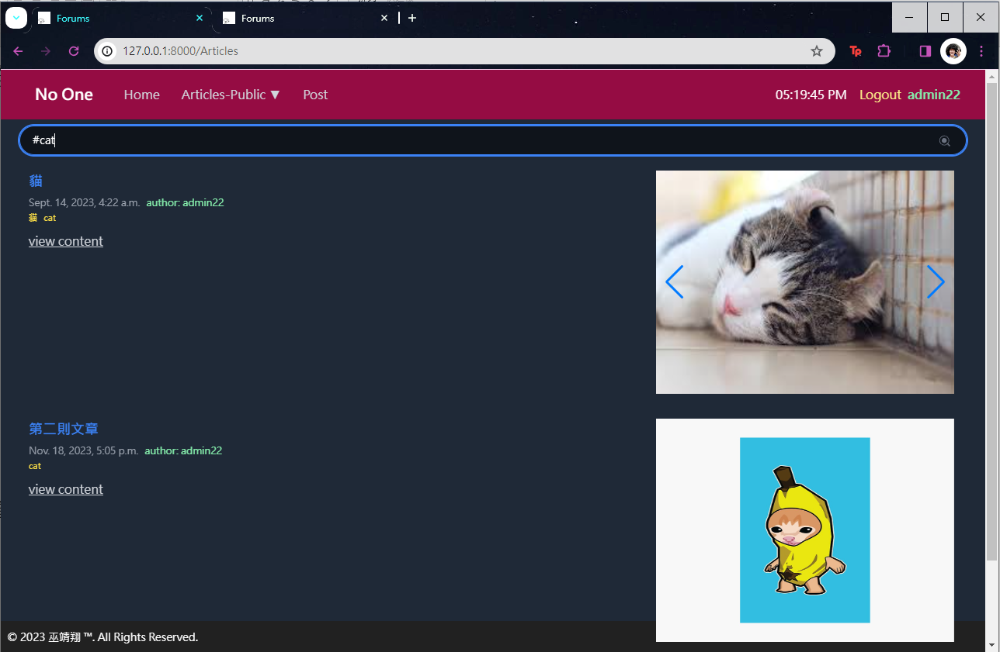 Forums
Forums
127.0.0.1:8000/Articles
No One Home Articles-Public ▼ Post 05:19:45 PM Logout admin22
#cat
貓
Sept. 14, 2023, 4:22 a.m. author: admin22
貓 cat
view content
第二則文章
Nov. 18, 2023, 5:05 p.m. author: admin22
cat
view content
© 2023 巫靖翔 ™. All Rights Reserved.